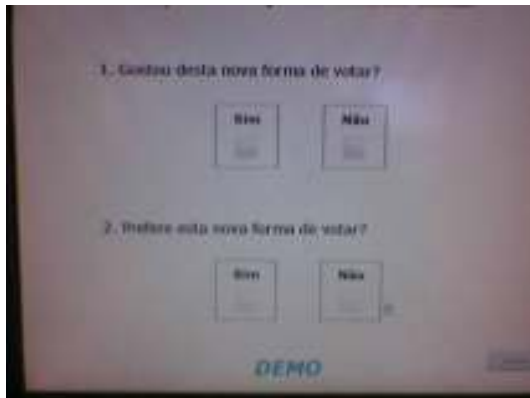 1. Gostou desta nova forma de votar?
Sim Não
2. Prefere esta nova forma de votar?
Sim Não
DEMO